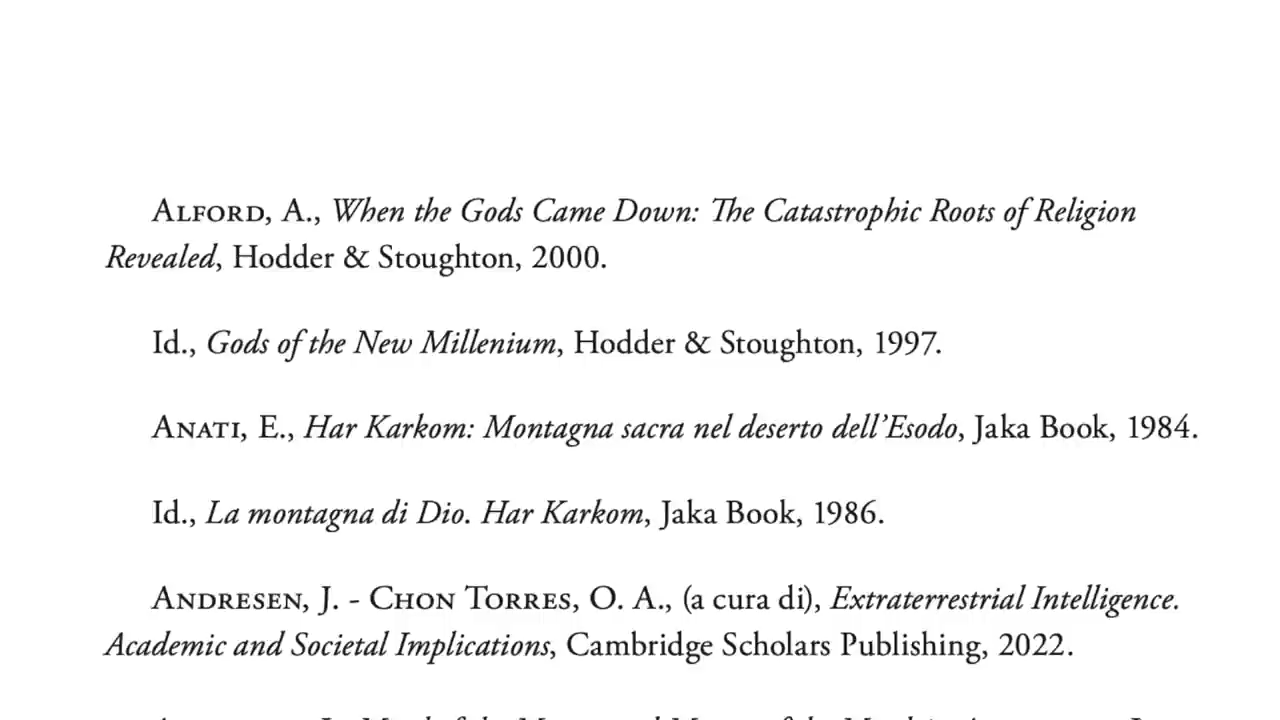 Alford, A., When the Gods Came Down: The Catastrophic Roots of Religion
Revealed, Hodder & Stoughton, 2000.
Id., Gods of the New Millenium, Hodder & Stoughton, 1997.
Anati, E., Har Karkom: Montagna sacra nel deserto dell’Esodo, Jaka Book, 1984.
Id., La montagna di Dio. Har Karkom, Jaka Book, 1986.
Andresen, J. - Chon Torres, O. A., (a cura di), Extraterrestrial Intelligence.
Academic and Societal Implications, Cambridge Scholars Publishing, 2022.